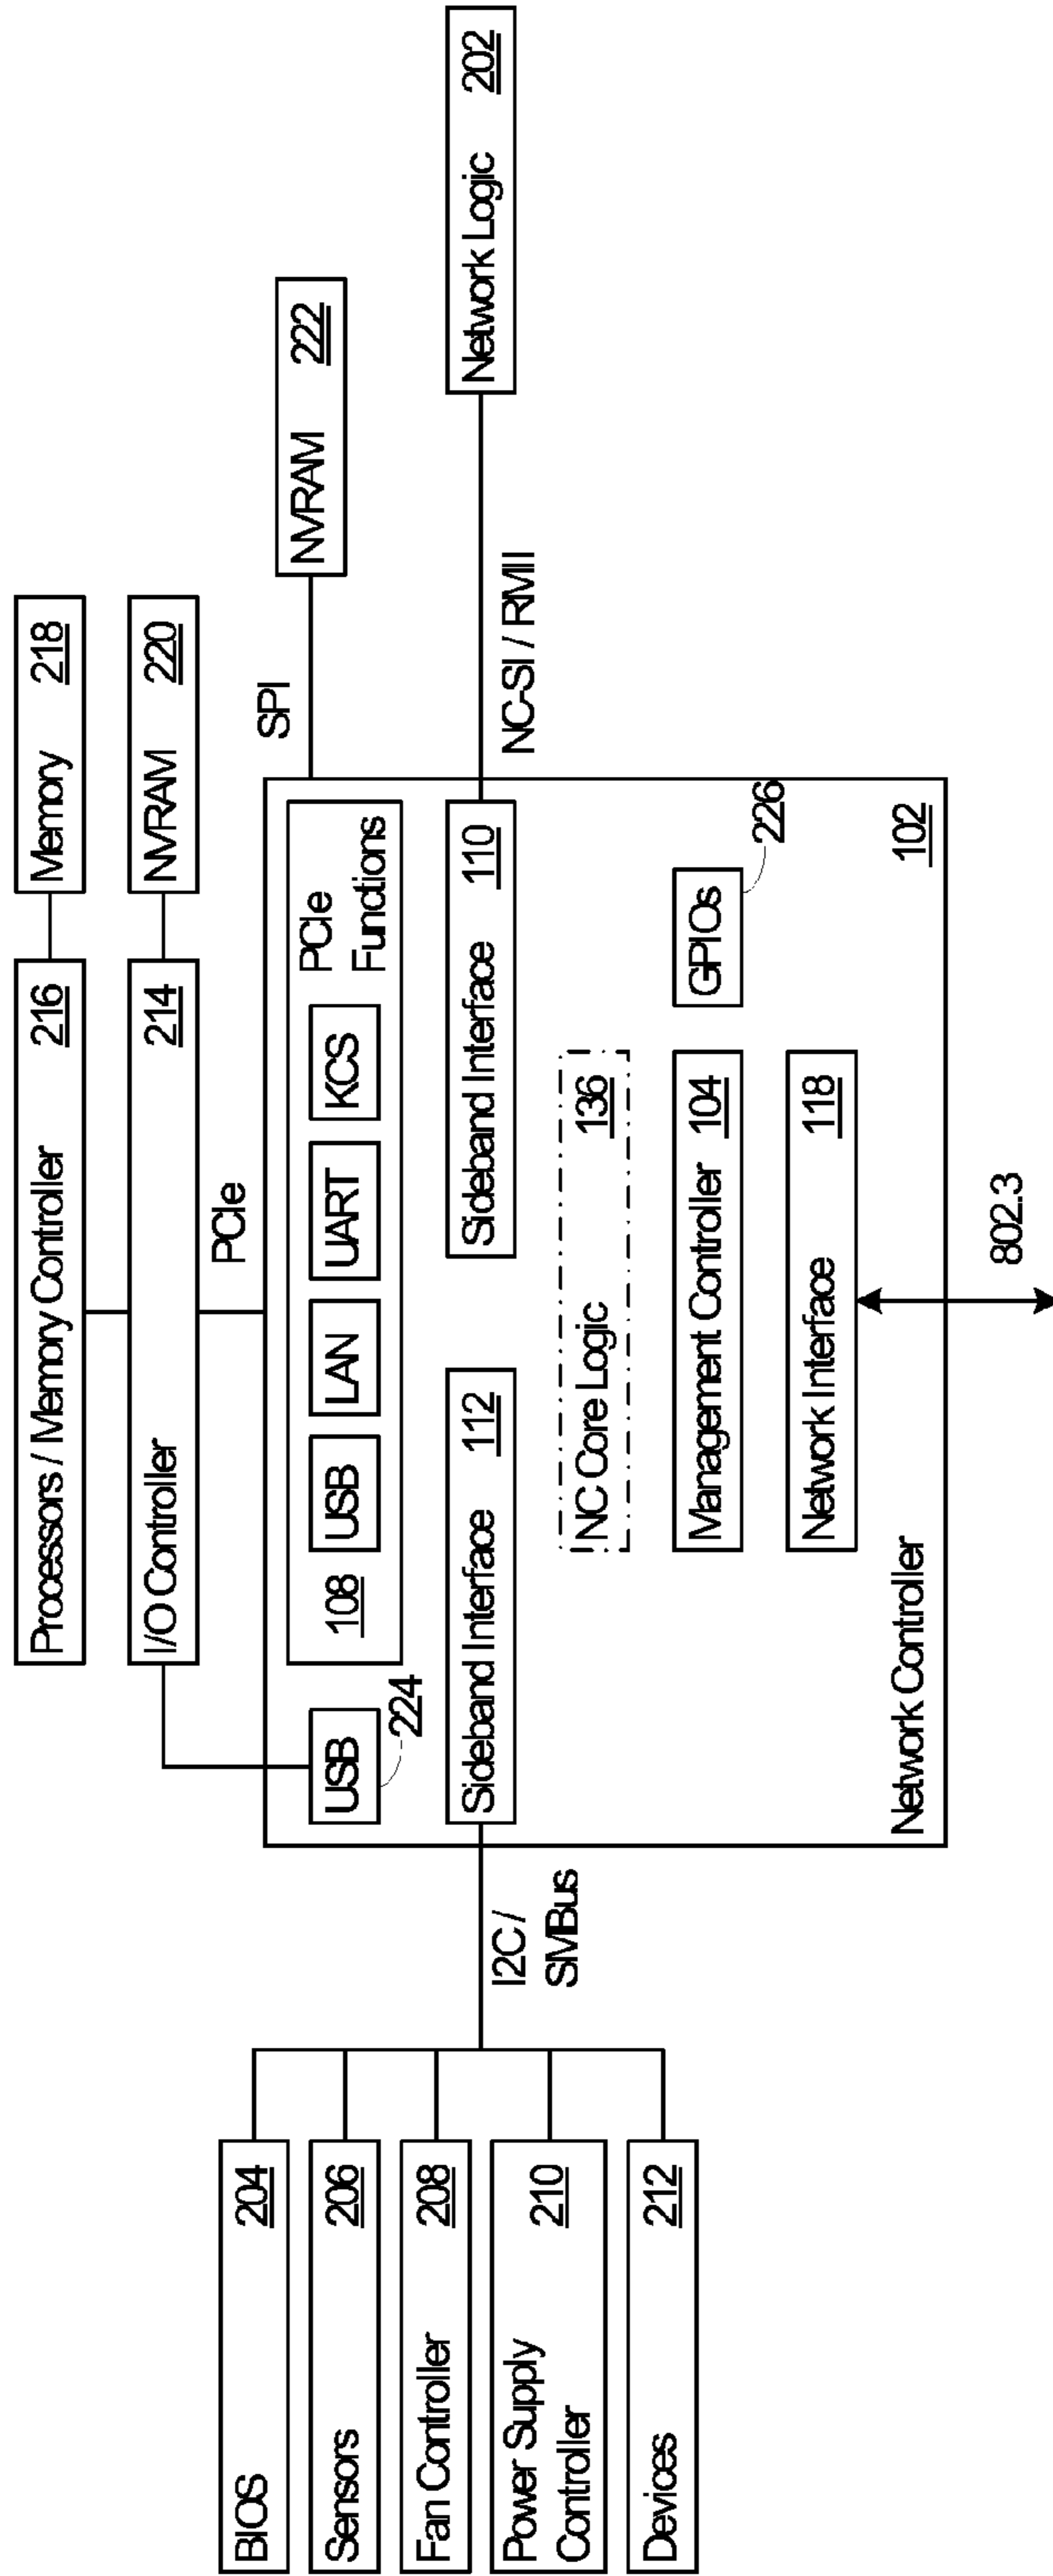 Processors / Memory Controller 216
Memory 218
I/O Controller 214
NVRAM 220
PCIe
SPI
NVRAM 222
USB
224
108
USB
LAN
UART
KCS
PCIe
Functions
BIOS 204
Sensors 206
Fan Controller 208
Power Supply
Controller 210
Devices 212
I2C /
SMBus
Sideband Interface 112
Sideband Interface 110
NC-SI / RMII
Network Logic 202
NC Core Logic 136
Management Controller 104
GPIOs
226
Network Interface 118
Network Controller
102
802.3